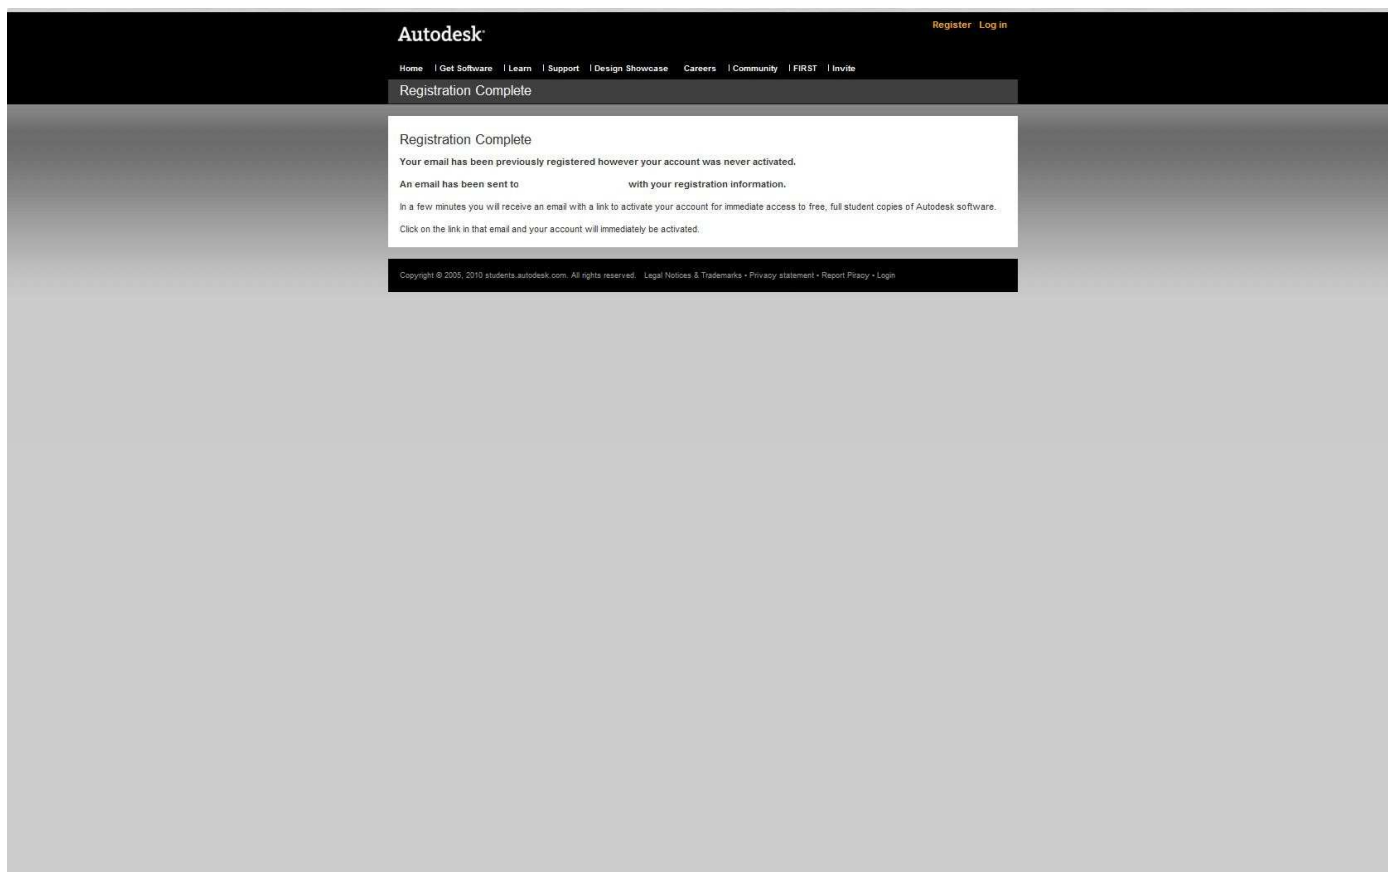 Register Log in
Autodesk
Home | Get Software | Learn | Support | Design Showcase Careers | Community | FIRST | Invite
Registration Complete
Registration Complete
Your email has been previously registered however your account was never activated.
An email has been sent to with your registration information.
In a few minutes you will receive an email with a link to activate your account for immediate access to free, full student copies of Autodesk software.
Click on the link in that email and your account will immediately be activated.
Copyright © 2005, 2010 students.autodesk.com. All rights reserved. Legal Notices & Trademarks • Privacy statement • Report Piracy • Login